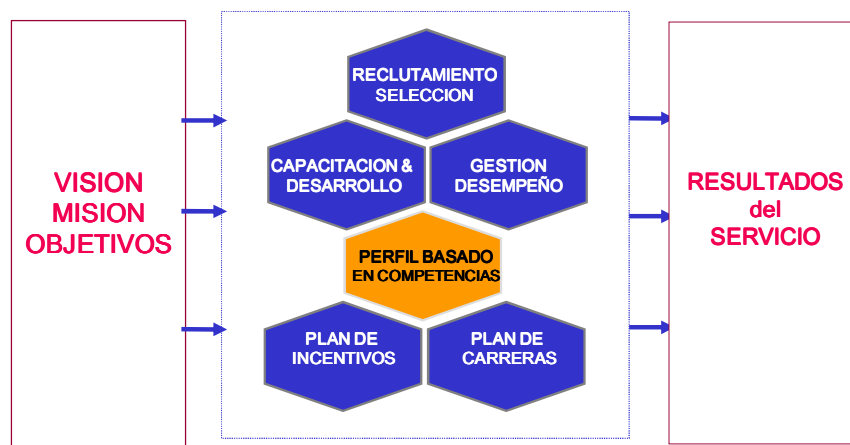 VISION
MISION
OBJETIVOS
RECLUTAMIENTO
SELECCION
CAPACITACION &
DESARROLLO
GESTION
DESEMPEÑO
PERFIL BASADO
EN COMPETENCIAS
PLAN DE
INCENTIVOS
PLAN DE
CARRERAS
RESULTADOS
del
SERVICIO